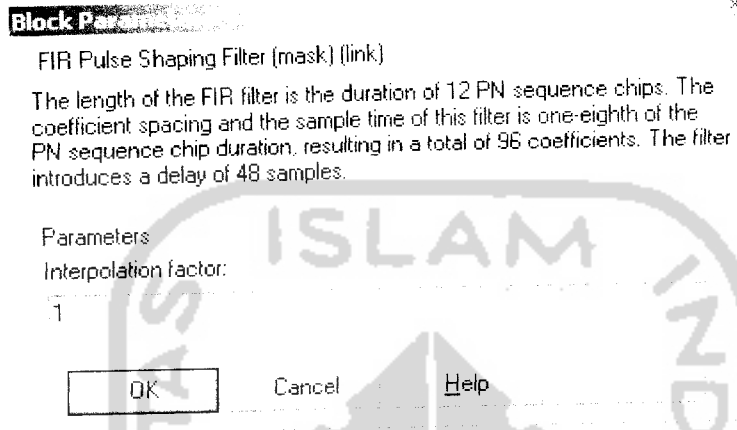 Block Parameters
FIR Pulse Shaping Filter (mask) (link)
The length of the FIR filter is the duration of 12 PN sequence chips. The
coefficient spacing and the sample time of this filter is one-eighth of the
PN sequence chip duration, resulting in a total of 96 coefficients. The filter
introduces a delay of 48 samples.
Parameters
ISLAM
Interpolation factor:
1
OK Cancel Help